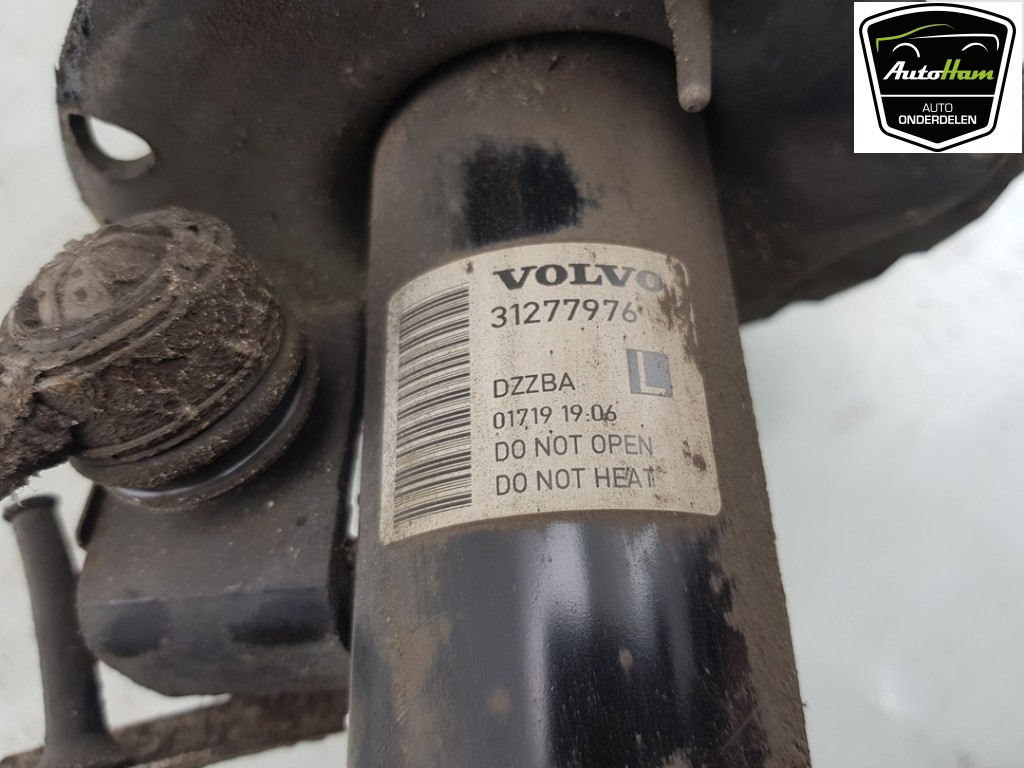 AutoHam
AUTO
ONDERDELEN
VOLVO
31277976
L
DZZBA
01719 19:06
DO NOT OPEN
DO NOT HEAT